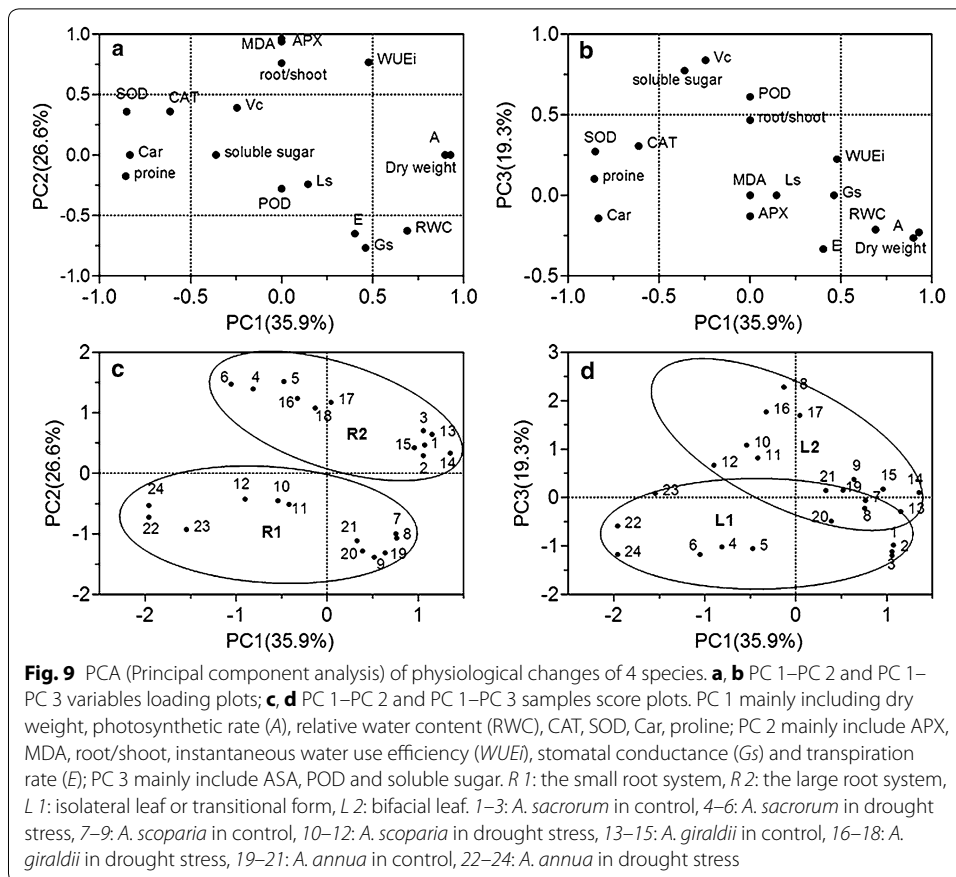 a
MDA APX
root/shoot
WUEi
SOD
CAT
Vc
Car
proine
soluble sugar
A
Dry weight
Ls
POD
E
Gs
RWC
1.0
0.5
0.0
-0.5
-1.0
PC2(26.6%)
-1.0 -0.5 0.0 0.5 1.0
PC1(35.9%)
b
Vc
soluble sugar
POD
root/shoot
SOD
CAT
WUEi
proine
MDA
Ls
Gs
Car
APX
RWC
A
Dry weight
E
1.0
0.5
0.0
-0.5
PC3(19.3%)
-1.0 -0.5 0.0 0.5 1.0
PC1(35.9%)
c
6 4 5
16 17
18
R2
3
13
15 1
2 14
24
12 10
11
R1
22 23
21 7
8
20 19
9
2
1
0
-1
-2
PC2(26.6%)
-2 -1 0 1
PC1(35.9%)
d
8
16 17
10
11
12
L2
9
21 19 15 14
23
7
13
20 8
L1
22
24
6 4 5
1
2
3
3
2
1
0
-1
-2
PC3(19.3%)
-2 -1 0 1
PC1(35.9%)
Fig. 9 PCA (Principal component analysis) of physiological changes of 4 species. a, b PC 1–PC 2 and PC 1–
PC 3 variables loading plots; c, d PC 1–PC 2 and PC 1–PC 3 samples score plots. PC 1 mainly including dry
weight, photosynthetic rate (A), relative water content (RWC), CAT, SOD, Car, proline; PC 2 mainly include APX,
MDA, root/shoot, instantaneous water use efficiency (WUEi), stomatal conductance (Gs) and transpiration
rate (E); PC 3 mainly include ASA, POD and soluble sugar. R 1: the small root system, R 2: the large root system,
L 1: isolateral leaf or transitional form, L 2: bifacial leaf. 1–3: A. sacrorum in control, 4–6: A. sacrorum in drought
stress, 7–9: A. scoparia in control, 10–12: A. scoparia in drought stress, 13–15: A. giraldii in control, 16–18: A.
giraldii in drought stress, 19–21: A. annua in control, 22–24: A. annua in drought stress